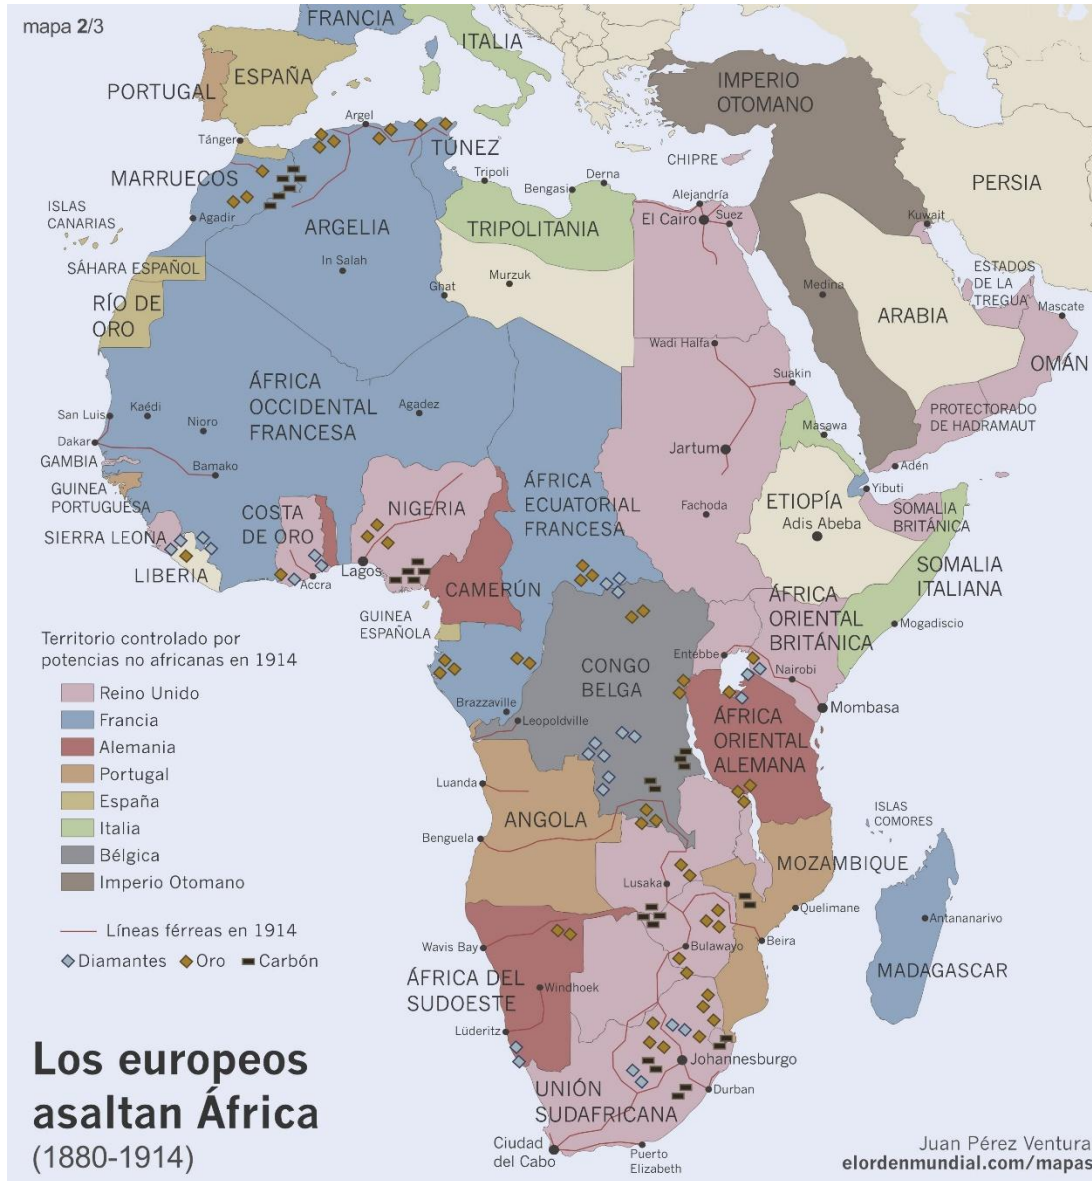 mapa 2/3
FRANCIA
ITALIA
ESPAÑA
PORTUGAL
IMPERIO
OTOMANO
Argel
Tánger
TÚNEZ
CHIPRE
MARRUECOS
Tripoli
Bengasi
Derna
Alejandría
PERSIA
ISLAS
CANARIAS
Agadir
ARGELIA
TRIPOLITANIA
El Cairo
Suez
Kuwait
SÁHARA ESPAÑOL
In Salah
Murzuk
Ghat
Medina
ESTADOS
DE LA
TREGUA
Mascate
RÍO DE
ORO
ARABIA
Wadi Halfa
OMÁN
ÁFRICA
OCCIDENTAL
FRANCESA
Agadez
Suakin
San Luis
Kaédi
Nioro
PROTECTORADO
DE HADRAMAUT
Dakar
Masawa
GAMBIA
Bamako
Jartum
Adén
GUINEA
PORTUGUESA
ÁFRICA
ECUATORIAL
FRANCESA
Yibuti
NIGERIA
COSTA
DE ORO
Fachoda
ETIOPÍA
Adis Abeba
SOMALIA
BRITÁNICA
SIERRA LEONA
LIBERIA
Accra
Lagos
CAMERÚN
SOMALIA
ITALIANA
GUINEA
ESPAÑOLA
ÁFRICA
ORIENTAL
BRITÁNICA
Mogadiscio
Territorio controlado por
potencias no africanas en 1914
Reino Unido
Francia
Alemania
Portugal
España
Italia
Bélgica
Imperio Otomano
Líneas férreas en 1914
Diamantes
Oro
Carbón
CONGO
BELGA
Entebbe
Nairobi
Mombasa
Brazzaville
Leopoldville
ÁFRICA
ORIENTAL
ALEMANA
Luanda
ANGOLA
Benguela
ISLAS
COMORES
MOZAMBIQUE
Lusaka
Quelimane
Antananarivo
Wavis Bay
Bulawayo
Beira
MADAGASCAR
ÁFRICA DEL
SUDOESTE
Windhoek
Lüderitz
Johannesburgo
UNIÓN
SUDAFRICANA
Durban
Ciudad
del Cabo
Puerto
Elizabeth
Los europeos
asaltan África
(1880-1914)
Juan Pérez Ventura
elordenmundial.com/mapas